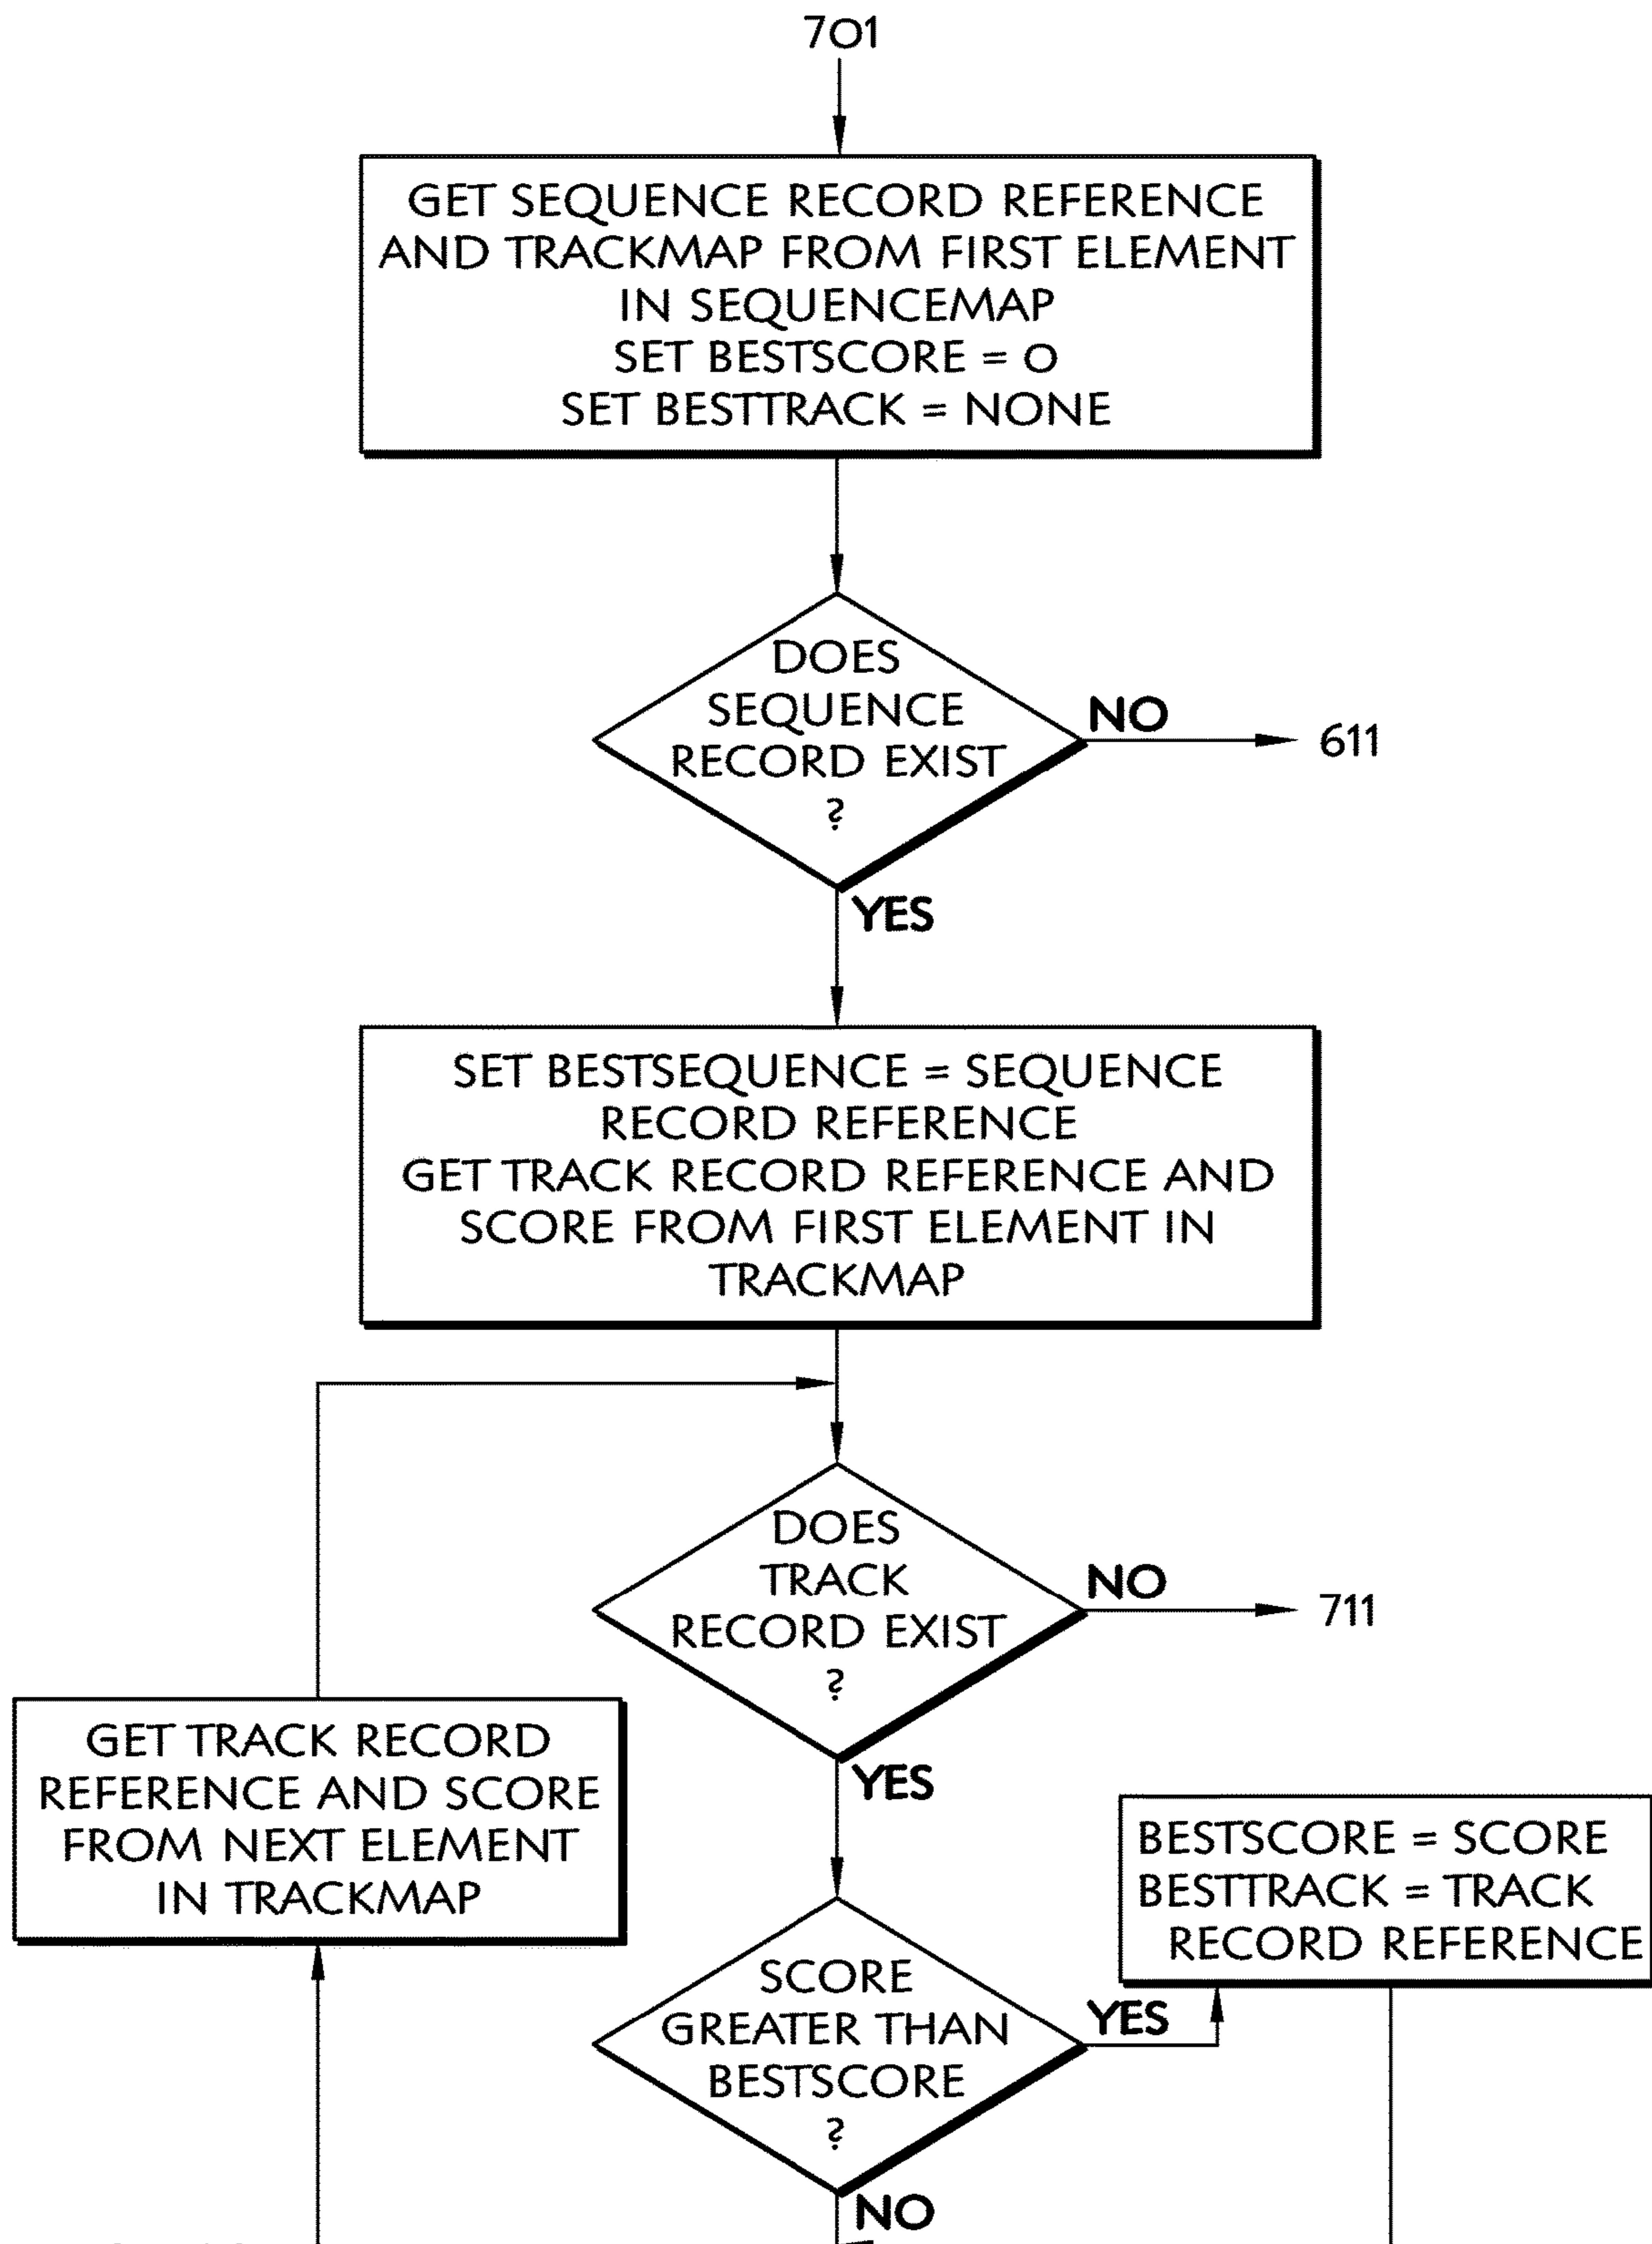 701
GET SEQUENCE RECORD REFERENCE
AND TRACKMAP FROM FIRST ELEMENT
IN SEQUENCEMAP
SET BESTSCORE = 0
SET BESTTRACK = NONE
DOES
SEQUENCE
RECORD EXIST
?
NO
611
YES
SET BESTSEQUENCE = SEQUENCE
RECORD REFERENCE
GET TRACK RECORD REFERENCE AND
SCORE FROM FIRST ELEMENT IN
TRACKMAP
DOES
TRACK
RECORD EXIST
?
NO
711
YES
GET TRACK RECORD
REFERENCE AND SCORE
FROM NEXT ELEMENT
IN TRACKMAP
BESTSCORE = SCORE
BESTTRACK = TRACK
RECORD REFERENCE
SCORE
GREATER THAN
BESTSCORE
?
YES
NO